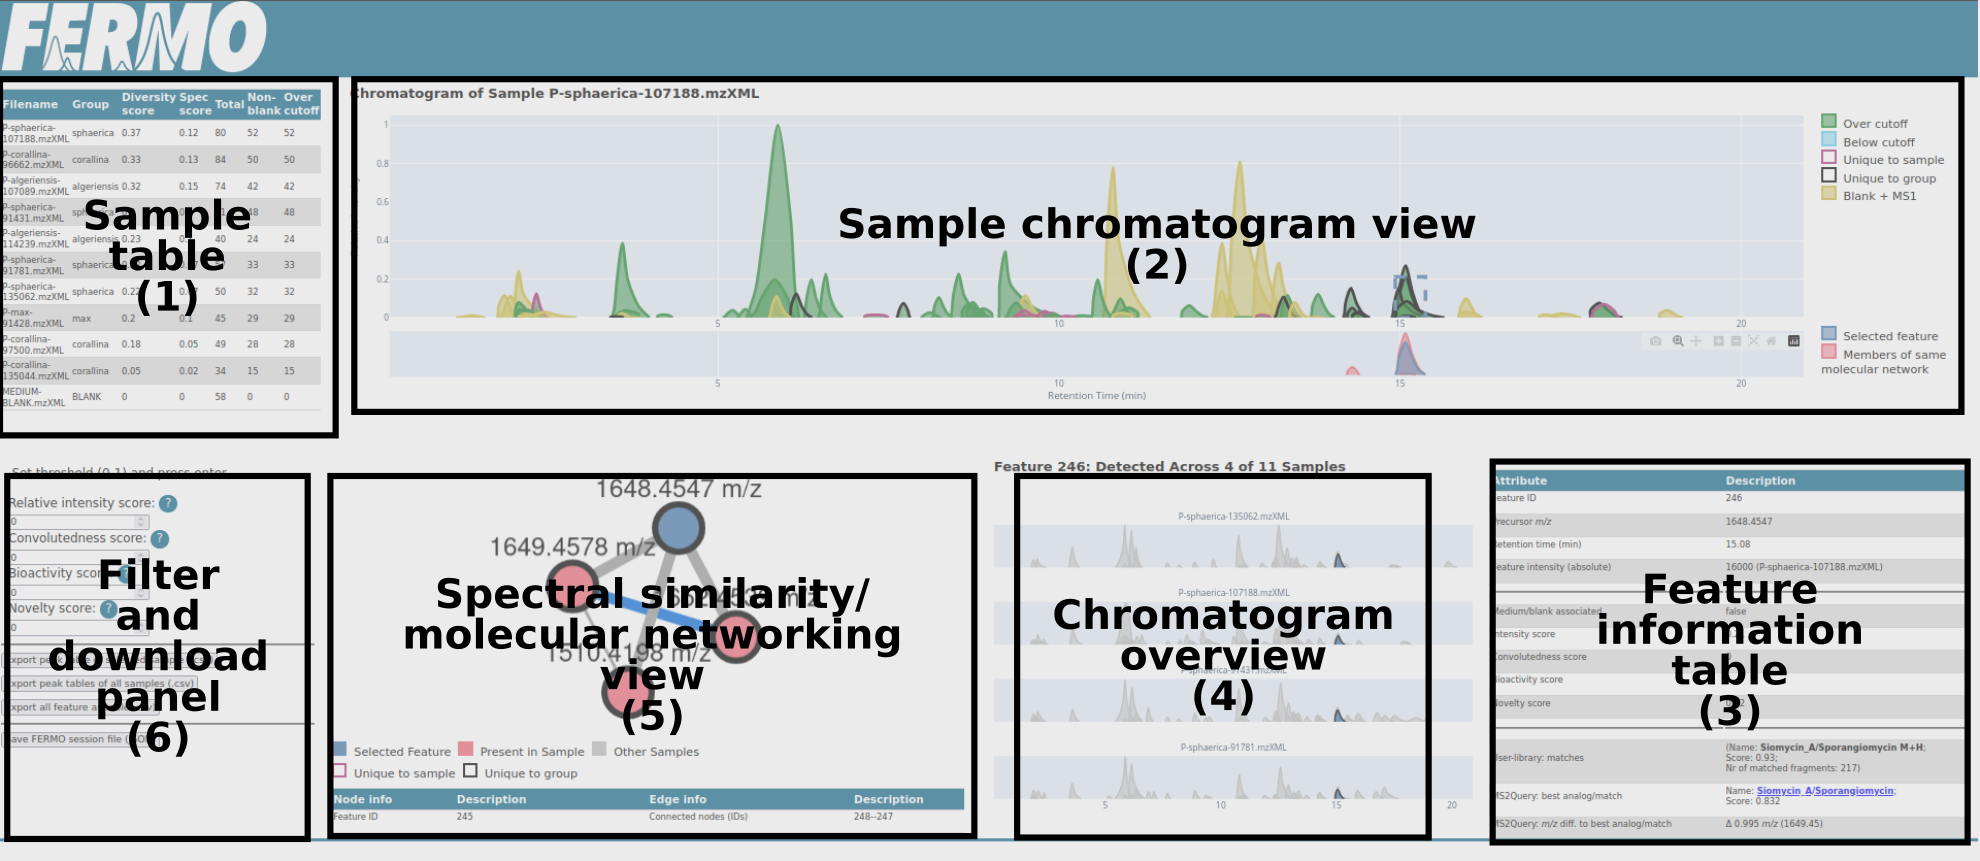 FERMO
Filename Group Diversity score Spec score Total Non-blank Over cutoff
P-sphaerica-107188.mzXML sphaerica 0.37 0.12 80 52 52
P-corallina-96662.mzXML corallina 0.33 0.13 84 50 50
P-algeriensis-107089.mzXML algeriensis 0.32 0.15 74 42 42
P-sphaerica-91431.mzXML 48 48
P-algeriensis-114239.mzXML algeriensis 0.23 40 24 24
P-sphaerica-91781.mzXML sphaerica 33 33
P-sphaerica-135062.mzXML sphaerica 50 32 32
P-max-91428.mzXML max 0.2 0.1 45 29 29
P-corallina-97500.mzXML corallina 0.18 0.05 49 28 28
P-corallina-135044.mzXML corallina 0.05 0.02 34 15 15
MEDIUM-BLANK.mzXML BLANK 0 0 58 0 0
Sample
table
(1)
Chromatogram of Sample P-sphaerica-107188.mzXML
1
0.8
0.6
0.4
0.2
0
5 10 15 20
Sample chromatogram view
(2)
Over cutoff
Below cutoff
Unique to sample
Unique to group
Blank + MS1
Selected feature
Members of same
molecular network
5 10 15 20
Retention Time (min)
Set threshold (0-1) and press enter
Relative intensity score: ?
0
Convolutedness score: ?
0
Bioactivity score
0
Novelty score: ?
0
Export peak tables of all samples (.csv)
Export all feature
Save FERMO session file
Filter
and
download
panel
(6)
1648.4547 m/z
1649.4578 m/z
1510.4198 m/z
Spectral similarity/
molecular networking
view
(5)
Selected Feature Present in Sample Other Samples
Unique to sample Unique to group
Node info Description Edge info Description
Feature ID 245 Connected nodes (IDs) 248--247
Feature 246: Detected Across 4 of 11 Samples
P-sphaerica-135062.mzXML
P-sphaerica-107188.mzXML
P-sphaerica-91431.mzXML
P-sphaerica-91781.mzXML
5 10 15 20
Chromatogram
overview
(4)
Attribute Description
Feature ID 246
Precursor m/z 1648.4547
Retention time (min) 15.08
Feature intensity (absolute) 16000 (P-sphaerica-107188.mzXML)
Medium/blank associated false
Intensity score
Convolutedness score
Bioactivity score
Novelty score
User-library: matches (Name: Siomycin_A/Sporangiomycin M+H;
Score: 0.93;
Nr of matched fragments: 217)
MS2Query: best analog/match Name: Siomycin_A/Sporangiomycin;
Score: 0.832
MS2Query: m/z diff. to best analog/match Δ 0.995 m/z (1649.45)
Feature
information
table
(3)